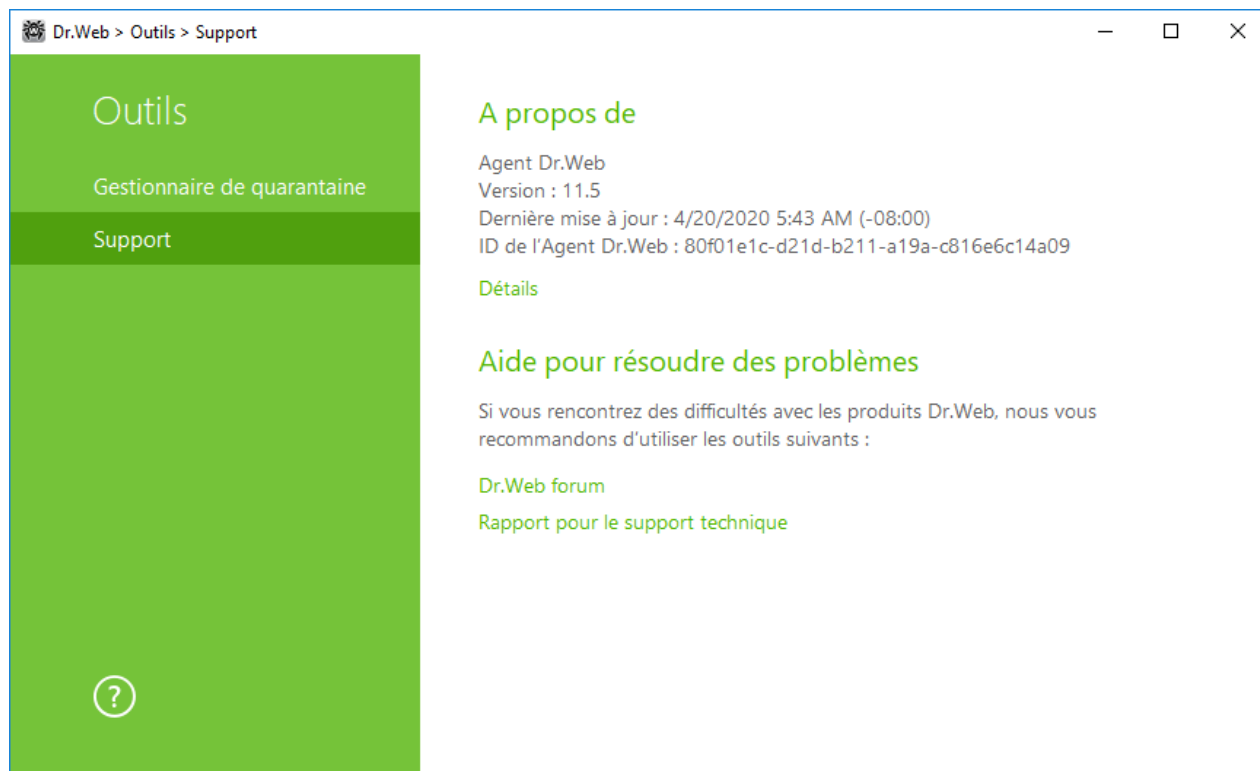 Dr.Web > Outils > Support
Outils
Gestionnaire de quarantaine
Support
?
A propos de
Agent Dr.Web
Version : 11.5
Dernière mise à jour : 4/20/2020 5:43 AM (-08:00)
ID de l’Agent Dr.Web : 80f01e1c-d21d-b211-a19a-c816e6c14a09
Détails
Aide pour résoudre des problèmes
Si vous rencontrez des difficultés avec les produits Dr.Web, nous vous
recommandons d’utiliser les outils suivants :
Dr.Web forum
Rapport pour le support technique